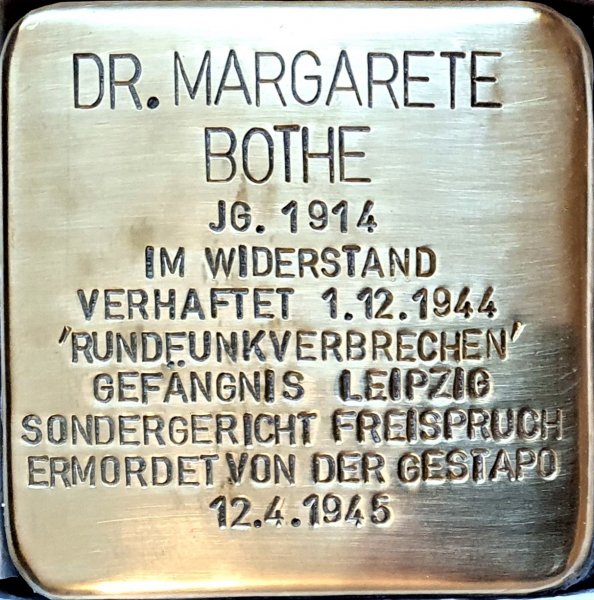 DR. MARGARETE
BOTHE
JG. 1914
IM WIDERSTAND
VERHAFTET 1.12.1944
'RUNDFUNKVERBRECHEN'
GEFÄNGNIS LEIPZIG
SONDERGERICHT FREISPRUCH
ERMORDET VON DER GESTAPO
12.4.1945